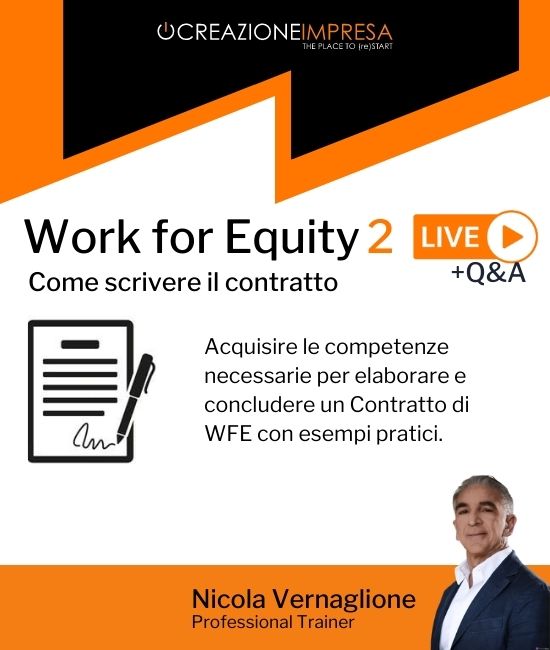 CREAZIONEIMPRESA
THE PLACE TO (re)START
Work for Equity 2
LIVE
+Q&A
Come scrivere il contratto
Acquisire le competenze
necessarie per elaborare e
concludere un Contratto di
WFE con esempi pratici.
Nicola Vernaglione
Professional Trainer